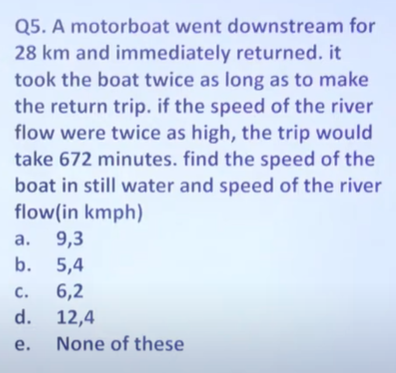 Q5. A motorboat went downstream for
28 km and immediately returned. it
took the boat twice as long as to make
the return trip. if the speed of the river
flow were twice as high, the trip would
take 672 minutes. find the speed of the
boat in still water and speed of the river
flow(in kmph)
a. 9,3
b. 5,4
c. 6,2
d. 12,4
e. None of these